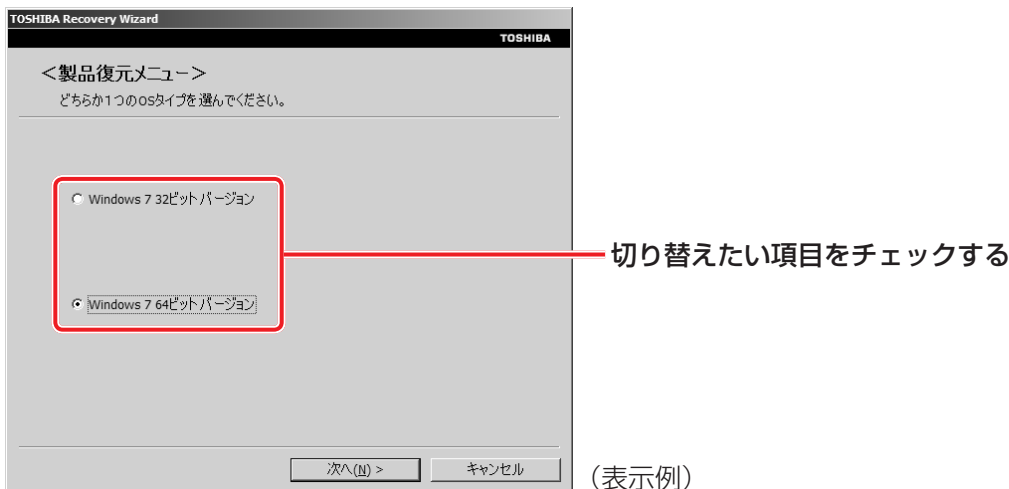 TOSHIBA Recovery Wizard
TOSHIBA
＜製品復元メニュー＞
どちらか1つのOSタイプを選んでください。
Windows 7 32ビットバージョン
切り替えたい項目をチェックする
Windows 7 64ビットバージョン
次へ(N) >
キャンセル
（表示例）